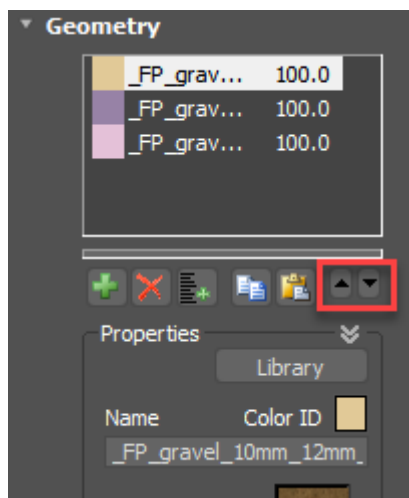 Geometry
_FP_grav... 100.0
_FP_grav... 100.0
_FP_grav... 100.0
Properties
Library
Name Color ID
_FP_gravel_10mm_12mm_